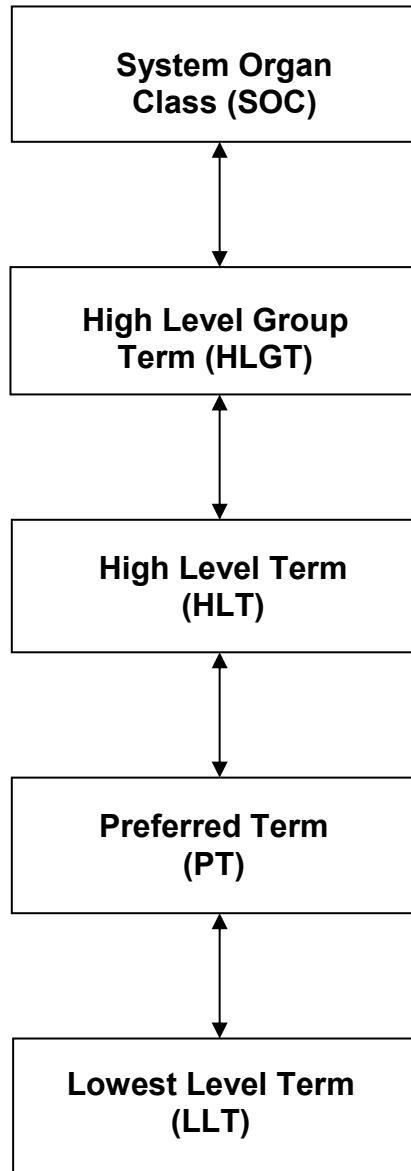 System Organ
Class (SOC)
High Level Group
Term (HLGT)
High Level Term
(HLT)
Preferred Term
(PT)
Lowest Level Term
(LLT)